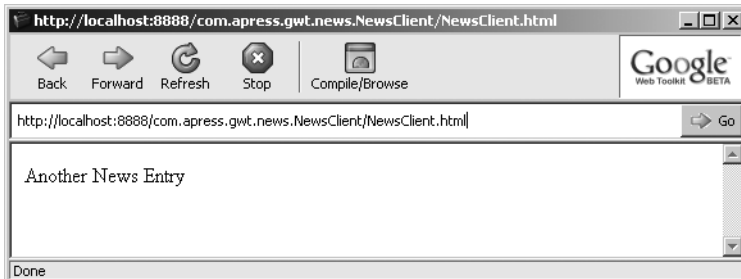 http://localhost:8888/com.apress.gwt.news.NewsClient/NewsClient.html
Back Forward Refresh Stop Compile/Browse
Google
Web Toolkit BETA
http://localhost:8888/com.apress.gwt.news.NewsClient/NewsClient.html Go
Another News Entry
Done